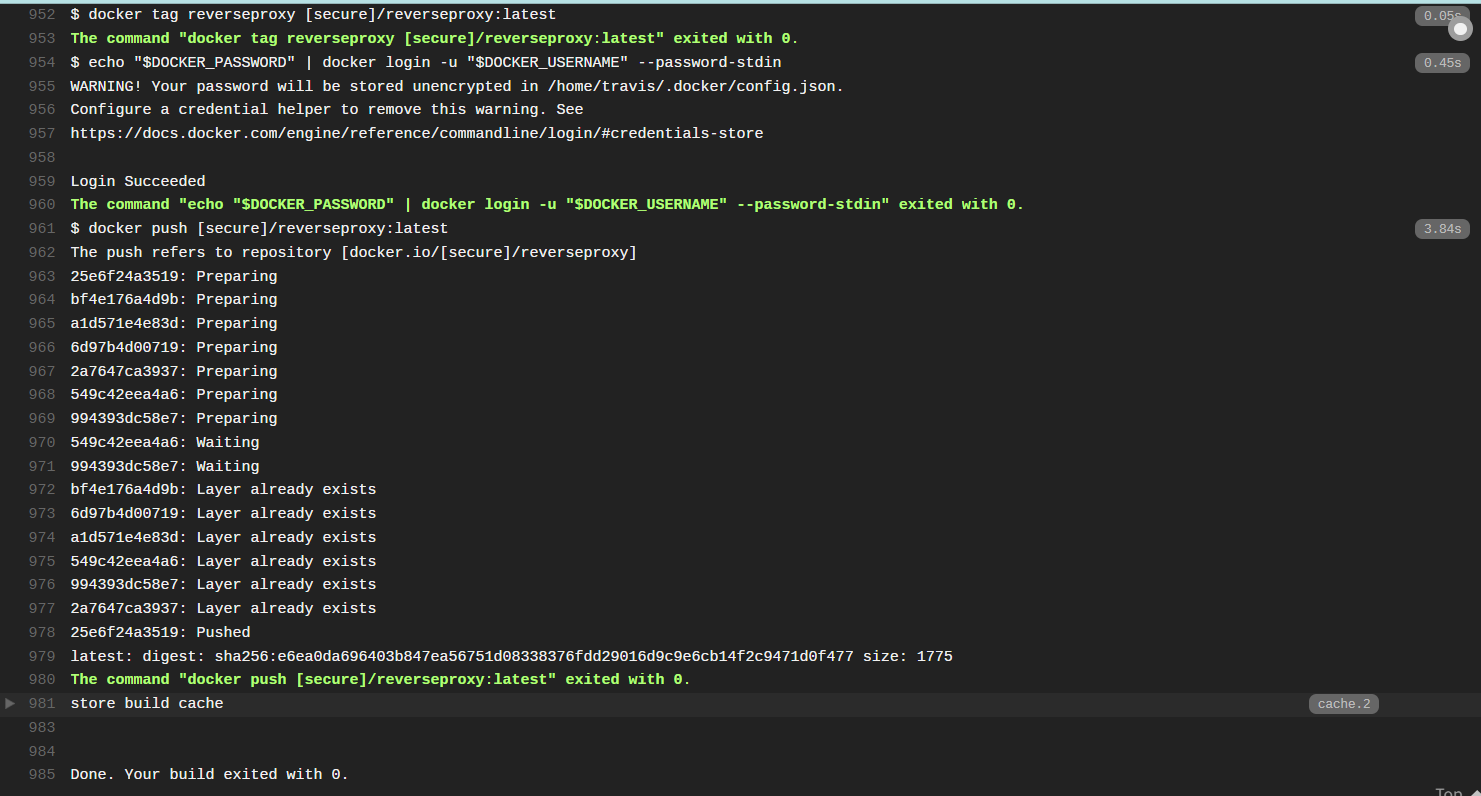 952 $ docker tag reverseproxy [secure]/reverseproxy:latest 0.05s
953 The command "docker tag reverseproxy [secure]/reverseproxy:latest" exited with 0.
954 $ echo "$DOCKER_PASSWORD" | docker login -u "$DOCKER_USERNAME" --password-stdin 0.45s
955 WARNING! Your password will be stored unencrypted in /home/travis/.docker/config.json.
956 Configure a credential helper to remove this warning. See
957 https://docs.docker.com/engine/reference/commandline/login/#credentials-store
958
959 Login Succeeded
960 The command "echo "$DOCKER_PASSWORD" | docker login -u "$DOCKER_USERNAME" --password-stdin" exited with 0.
961 $ docker push [secure]/reverseproxy:latest 3.84s
962 The push refers to repository [docker.io/[secure]/reverseproxy]
963 25e6f24a3519: Preparing
964 bf4e176a4d9b: Preparing
965 a1d571e4e83d: Preparing
966 6d97b4d00719: Preparing
967 2a7647ca3937: Preparing
968 549c42eea4a6: Preparing
969 994393dc58e7: Preparing
970 549c42eea4a6: Waiting
971 994393dc58e7: Waiting
972 bf4e176a4d9b: Layer already exists
973 6d97b4d00719: Layer already exists
974 a1d571e4e83d: Layer already exists
975 549c42eea4a6: Layer already exists
976 994393dc58e7: Layer already exists
977 2a7647ca3937: Layer already exists
978 25e6f24a3519: Pushed
979 latest: digest: sha256:e6ea0da696403b847ea56751d08338376fdd29016d9c9e6cb14f2c9471d0f477 size: 1775
980 The command "docker push [secure]/reverseproxy:latest" exited with 0.
981 store build cache cache.2
983
984
985 Done. Your build exited with 0.
Top